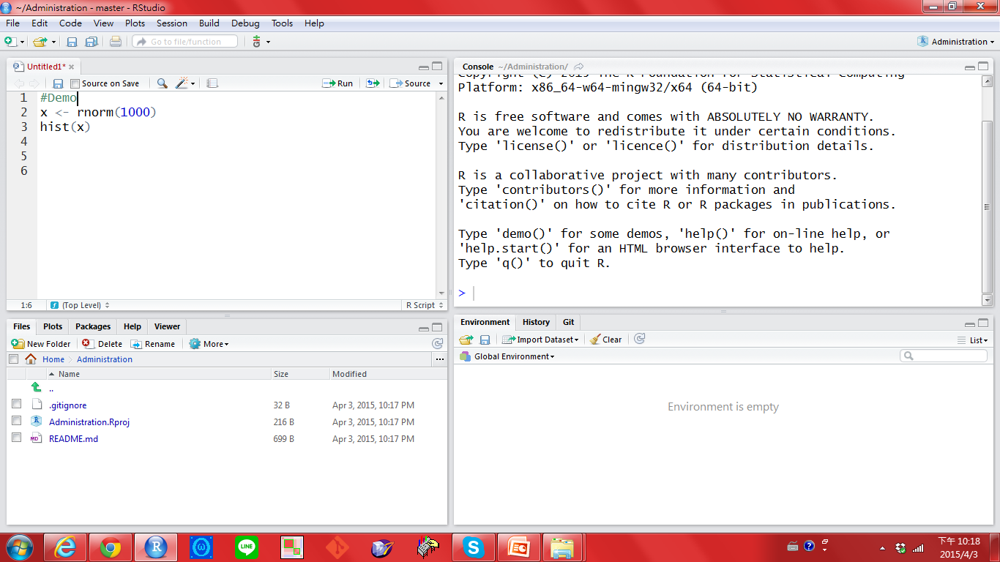 ~/Administration - master - RStudio
File Edit Code View Plots Session Build Debug Tools Help
Go to file/function
Administration
Untitled1*
Source on Save
Run
Source
1 #Demo
2 x <- rnorm(1000)
3 hist(x)
4
5
6
1:6
(Top Level)
R Script
Console ~/Administration/
Copyright (C) 2015 The R Foundation for Statistical Computing
Platform: x86_64-w64-mingw32/x64 (64-bit)
R is free software and comes with ABSOLUTELY NO WARRANTY.
You are welcome to redistribute it under certain conditions.
Type 'license()' or 'licence()' for distribution details.
R is a collaborative project with many contributors.
Type 'contributors()' for more information and
'citation()' on how to cite R or R packages in publications.
Type 'demo()' for some demos, 'help()' for on-line help, or
'help.start()' for an HTML browser interface to help.
Type 'q()' to quit R.
>
Files Plots Packages Help Viewer
New Folder Delete Rename More
Home Administration
Name Size Modified
..
.gitignore 32 B Apr 3, 2015, 10:17 PM
Administration.Rproj 216 B Apr 3, 2015, 10:17 PM
MD README.md 699 B Apr 3, 2015, 10:17 PM
Environment History Git
Import Dataset Clear List
Global Environment
Environment is empty
LINE
下午 10:18
2015/4/3